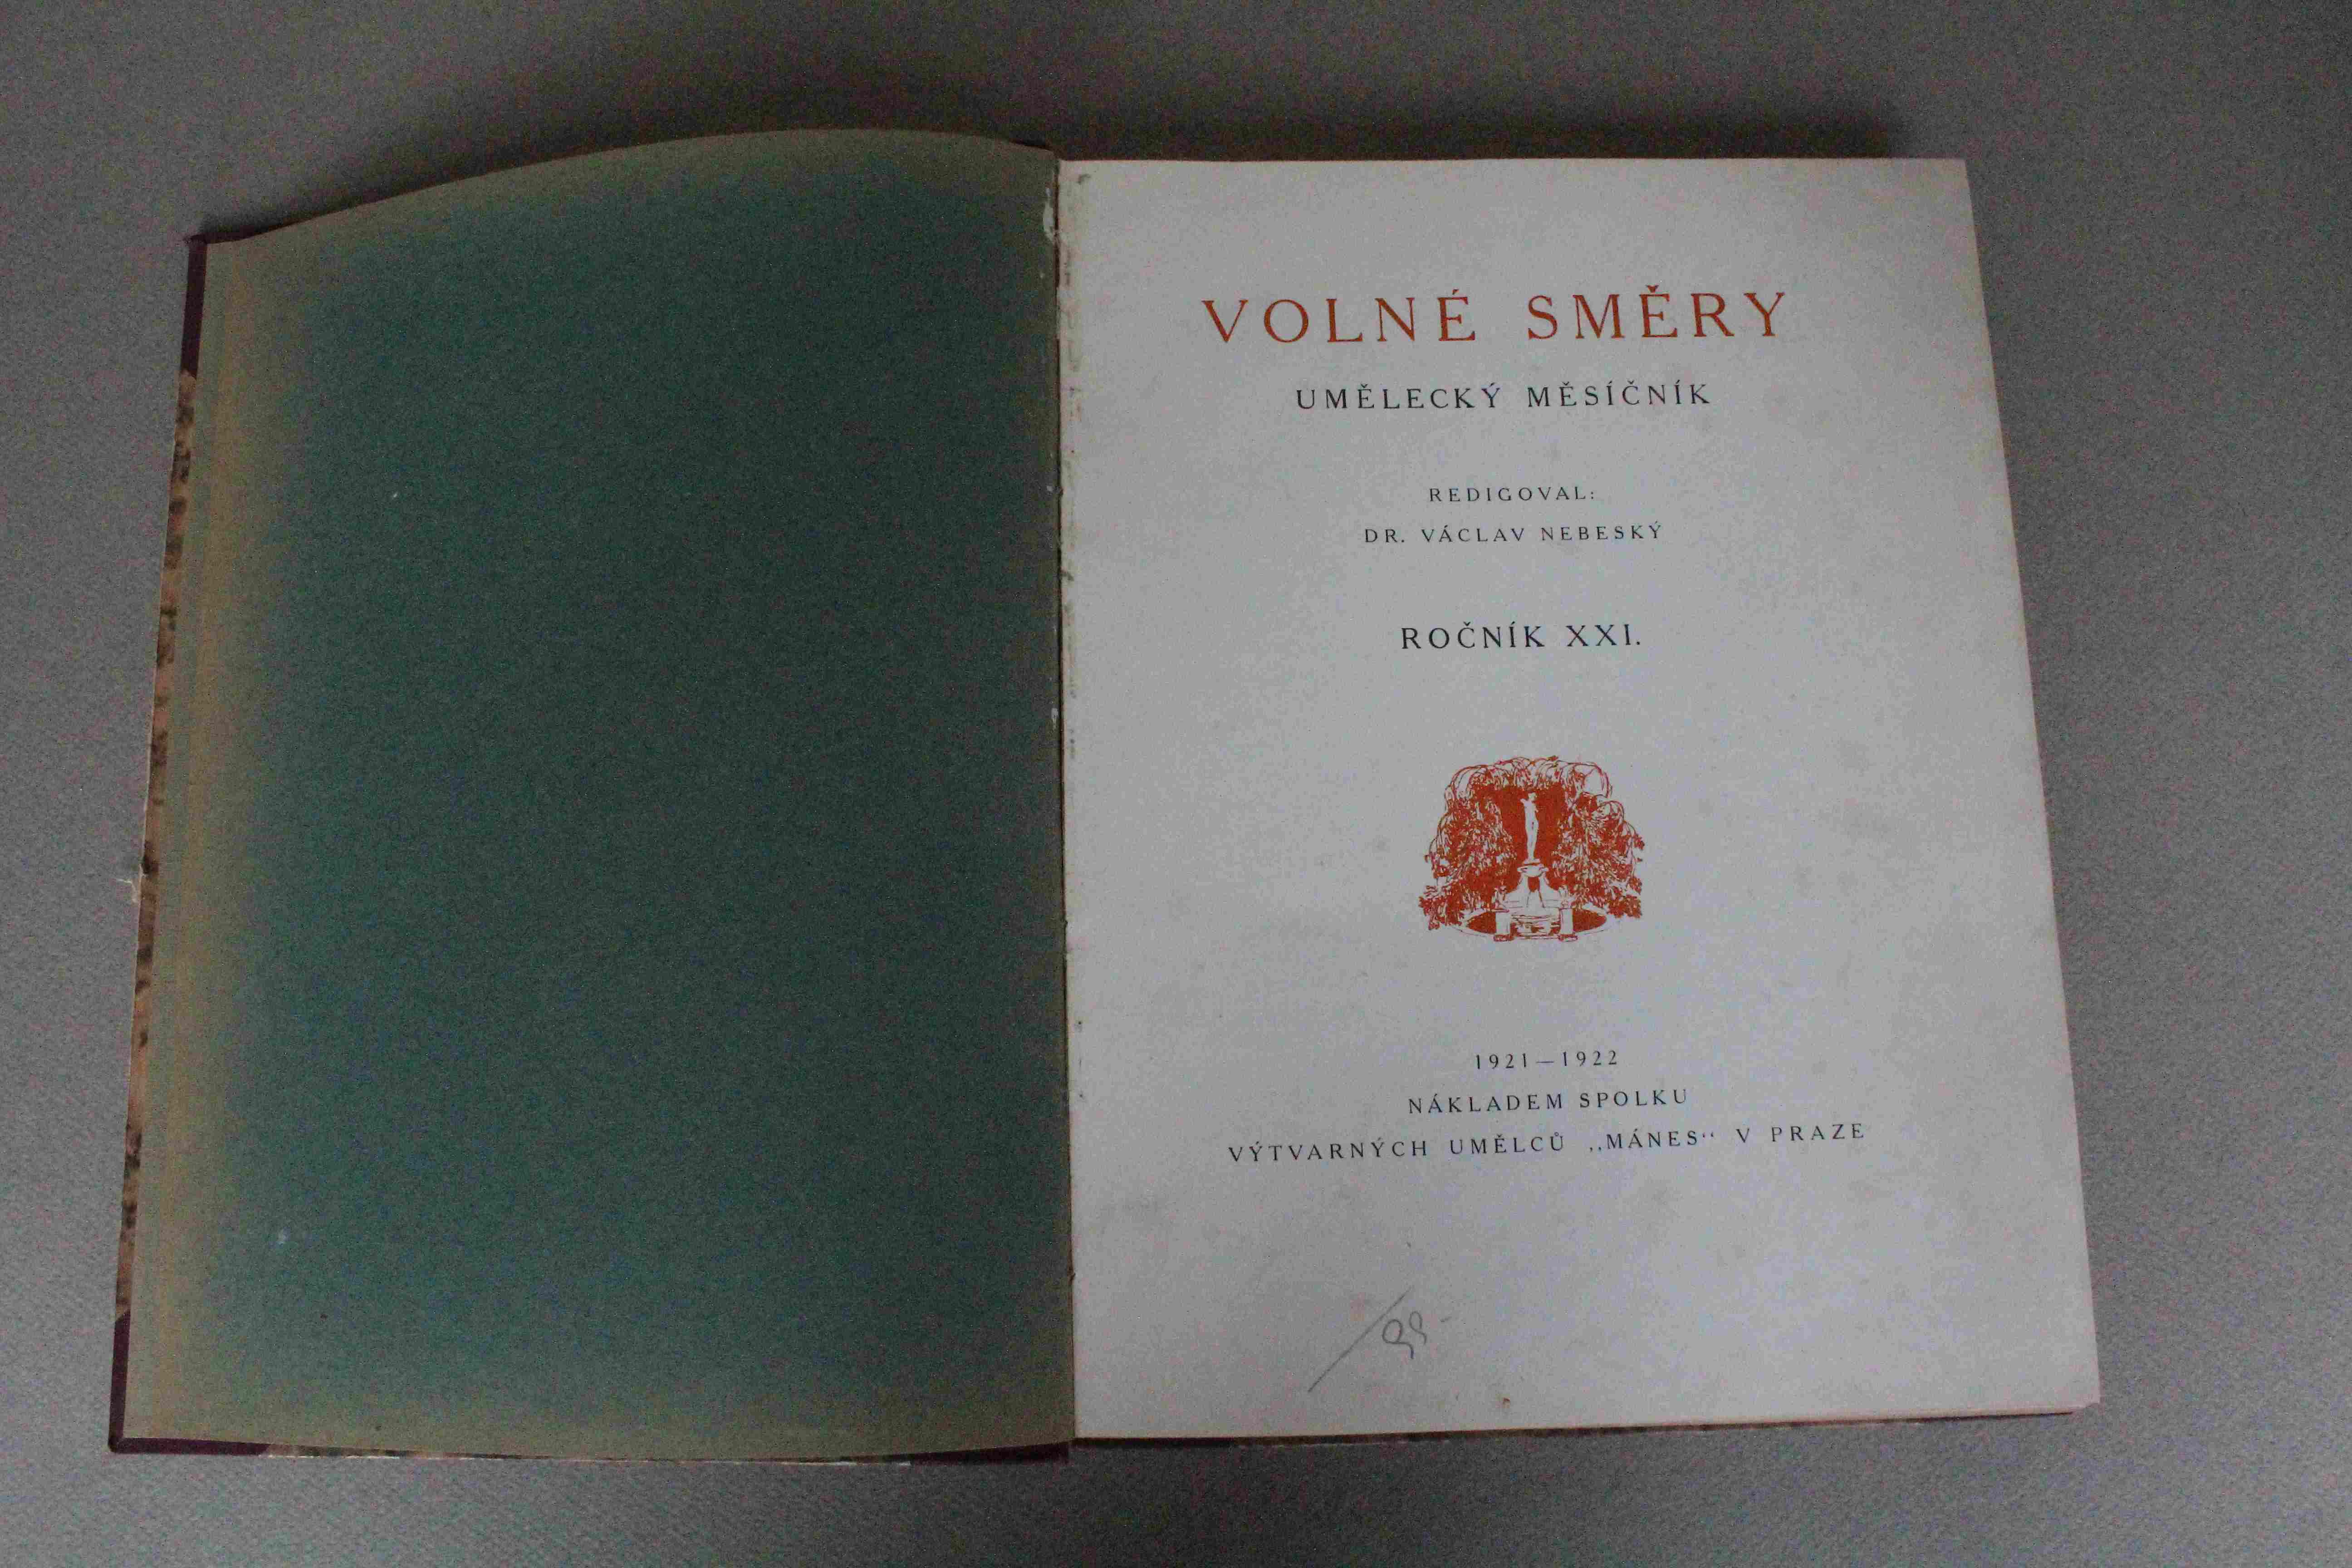 VOLNÉ SMĚRY
UMĚLECKÝ MĚSÍČNÍK
REDIGOVAL:
DR. VÁCLAV NEBESKÝ
ROČNÍK XXI.
1921—1922
NÁKLADEM SPOLKU
VÝTVARNÝCH UMĚLCŮ ,,MÁNES“ V PRAZE